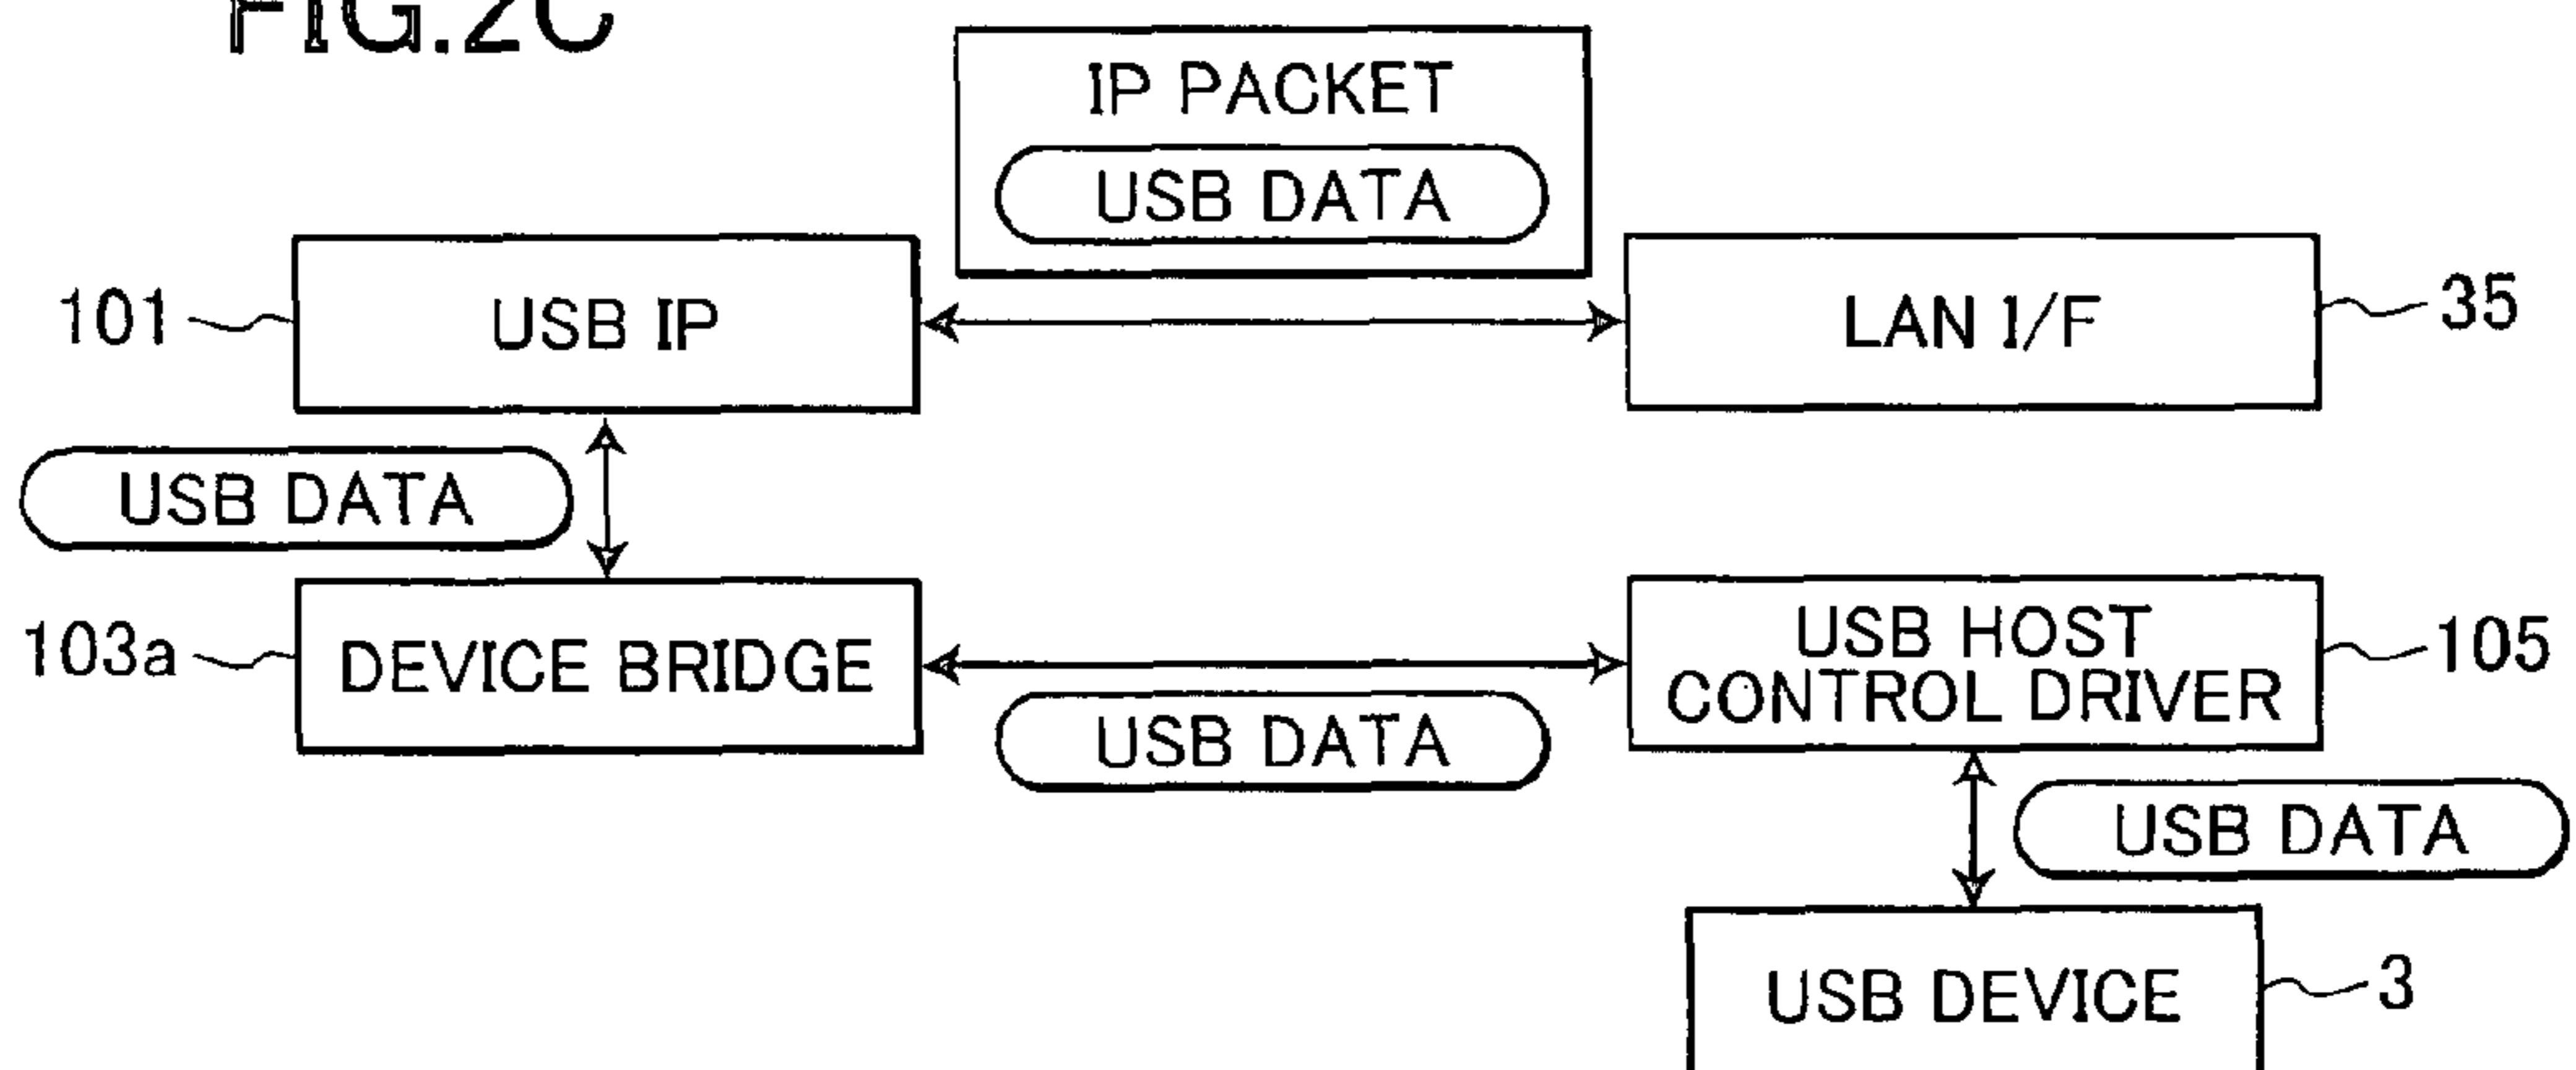 FIG.2C
IP PACKET
USB DATA
101
USB IP
LAN I/F
35
USB DATA
103a
DEVICE BRIDGE
USB HOST
CONTROL DRIVER
105
USB DATA
USB DATA
USB DEVICE
3